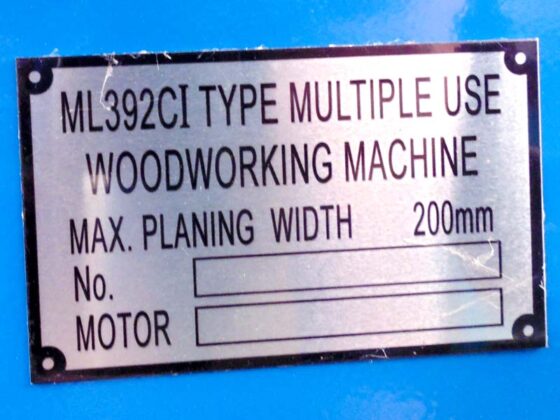 ML392CI TYPE MULTIPLE USE
WOODWORKING MACHINE
MAX. PLANING WIDTH 200mm
No.
MOTOR